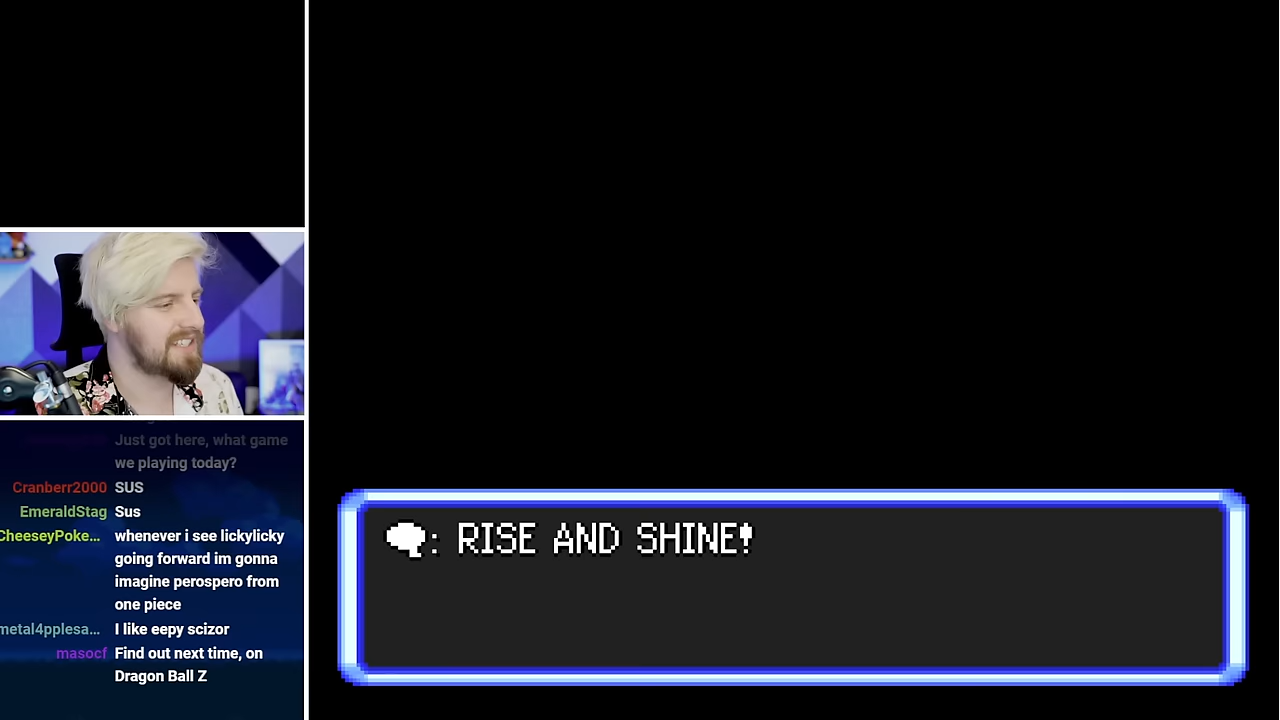 Just got here, what game
we playing today?
Cranberr2000 SUS
EmeraldStag Sus
CheeseyPoke... whenever i see lickylicky
going forward im gonna
imagine perospero from
one piece
metal4pplesa... I like eepy scizor
masocf Find out next time, on
Dragon Ball Z
: RISE AND SHINE!